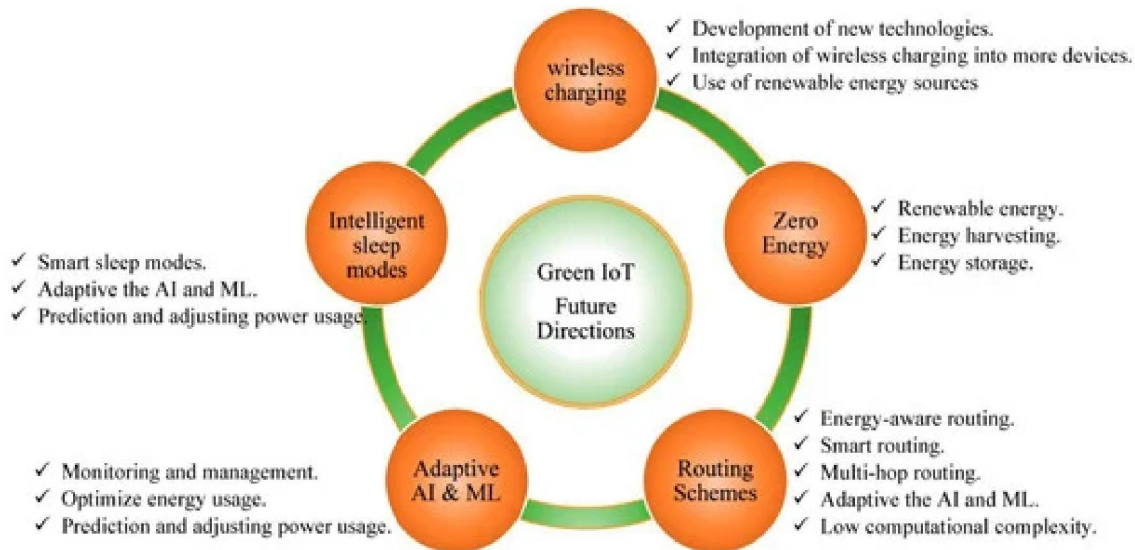 wireless
charging
✓ Development of new technologies.
✓ Integration of wireless charging into more devices.
✓ Use of renewable energy sources
Zero
Energy
✓ Renewable energy.
✓ Energy harvesting.
✓ Energy storage.
Intelligent
sleep
modes
✓ Smart sleep modes.
✓ Adaptive the AI and ML.
✓ Prediction and adjusting power usage.
Green IoT
Future
Directions
Routing
Schemes
✓ Energy-aware routing.
✓ Smart routing.
✓ Multi-hop routing.
✓ Adaptive the AI and ML.
✓ Low computational complexity.
Adaptive
AI & ML
✓ Monitoring and management.
✓ Optimize energy usage.
✓ Prediction and adjusting power usage.